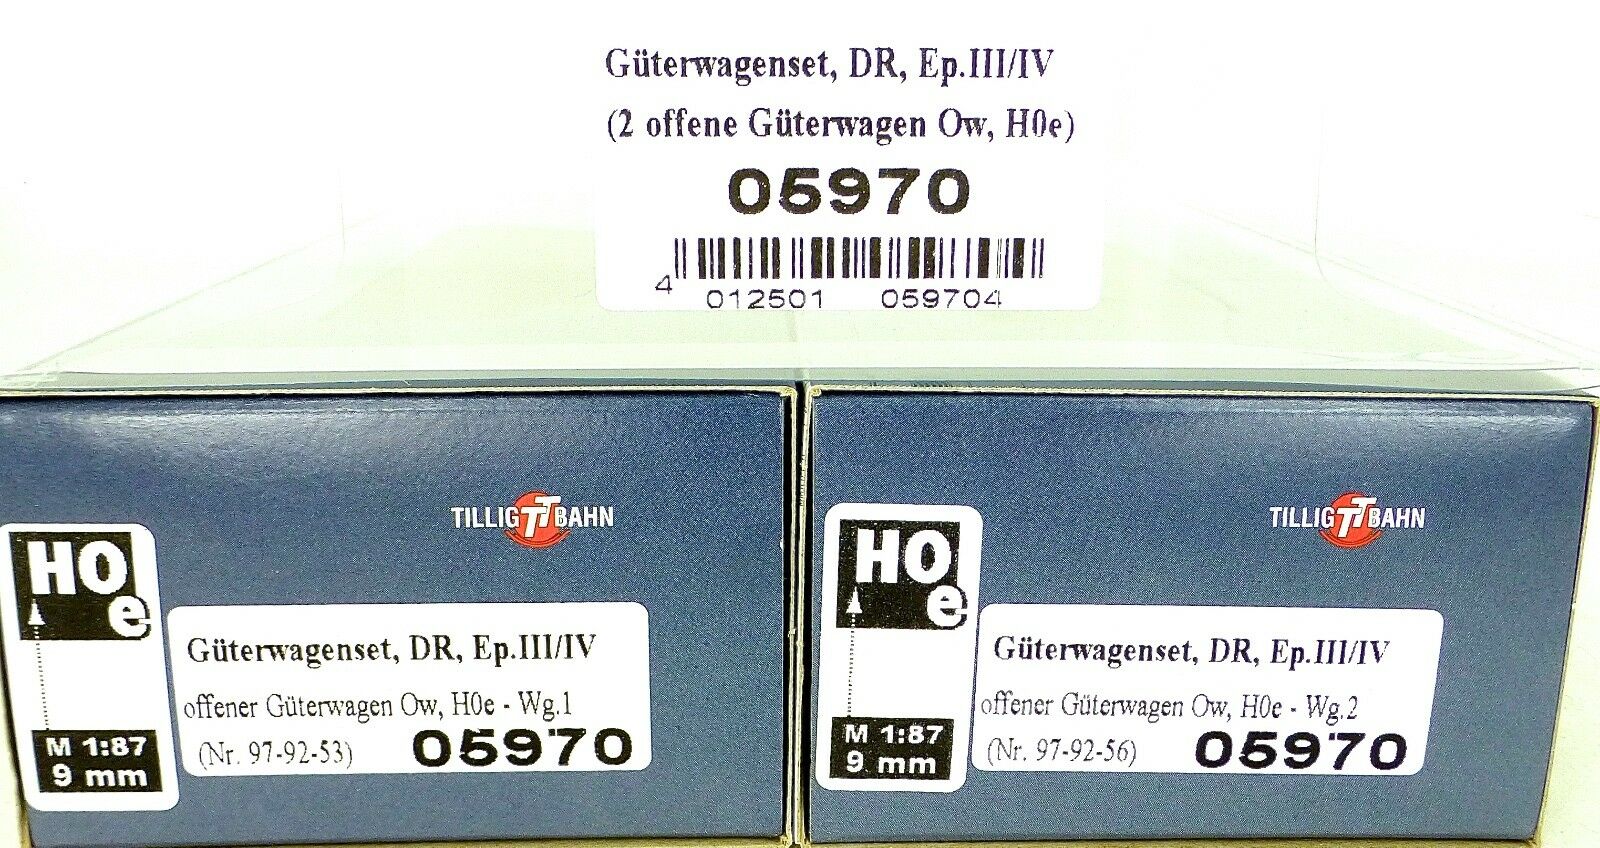 Güterwagenset, DR, Ep.III/IV
(2 offene Güterwagen Ow, H0e)
05970
4 012501 059704
TILLIG TT BAHN
HO
e
Güterwagenset, DR, Ep.III/IV
offener Güterwagen Ow, H0e - Wg.1
(Nr. 97-92-53) 05970
M 1:87
9 mm
TILLIG TT BAHN
HO
e
Güterwagenset, DR, Ep.III/IV
offener Güterwagen Ow, H0e - Wg.2
(Nr. 97-92-56) 05970
M 1:87
9 mm